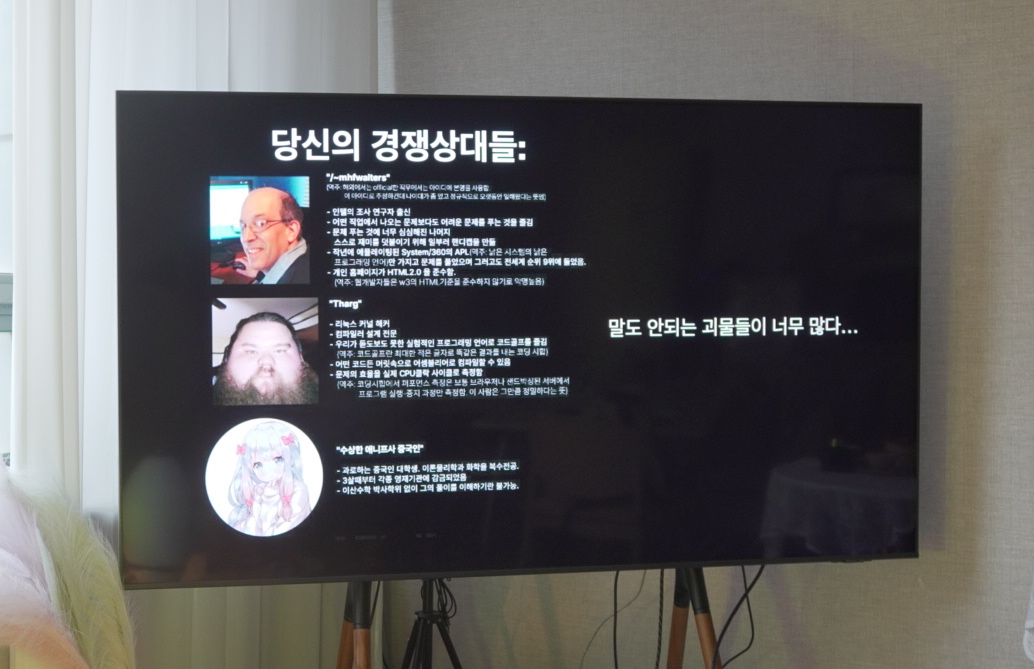 당신의 경쟁상대들:
"/~mhfwalters"
(역주: 해외에서는 official한 직무에서는 아이디에 본명을 사용함.
이 아이디로 추정하건대 나이대가 좀 있고 정규직으로 오랫동안 일해왔다는 뜻임)
- 인텔의 조사 연구자 출신
- 어떤 직업에서 나오는 문제보다도 어려운 문제를 푸는 것을 즐김
- 문제 푸는 것에 너무 심심해진 나머지
스스로 재미를 덧붙이기 위해 일부러 핸디캡을 만듦
- 작년에 에뮬레이팅된 System/360의 APL(역주: 낡은 시스템의 낡은
프로그래밍 언어)만 가지고 문제를 풀었으며 그러고도 전세계 순위 9위에 들었음.
- 개인 홈페이지가 HTML2.0 을 준수함.
(역주: 웹개발자들은 w3의 HTML기준을 준수하지 않기로 악명높음)
"Tharg"
- 리눅스 커널 해커
- 컴파일러 설계 전문
- 우리가 듣도보도 못한 실험적인 프로그래밍 언어로 코드골프를 즐김
(역주: 코드골프란 최대한 적은 글자로 똑같은 결과를 내는 코딩 시합)
- 어떤 코드든 머릿속으로 어셈블리어로 컴파일할 수 있음
- 문제의 효율을 실제 CPU클락 사이클로 측정함
(역주: 코딩시합에서 퍼포먼스 측정은 보통 브라우저나 샌드박싱된 서버에서
프로그램 실행-중지 과정만 측정함. 이 사람은 그만큼 정밀하다는 뜻)
말도 안되는 괴물들이 너무 많다...
"수상한 애니프사 중국인"
- 과로하는 중국인 대학생. 이론물리학과 화학을 복수전공.
- 3살때부터 각종 영재기관에 감금되었음
- 이산수학 박사학위 없이 그의 풀이를 이해하기란 불가능.